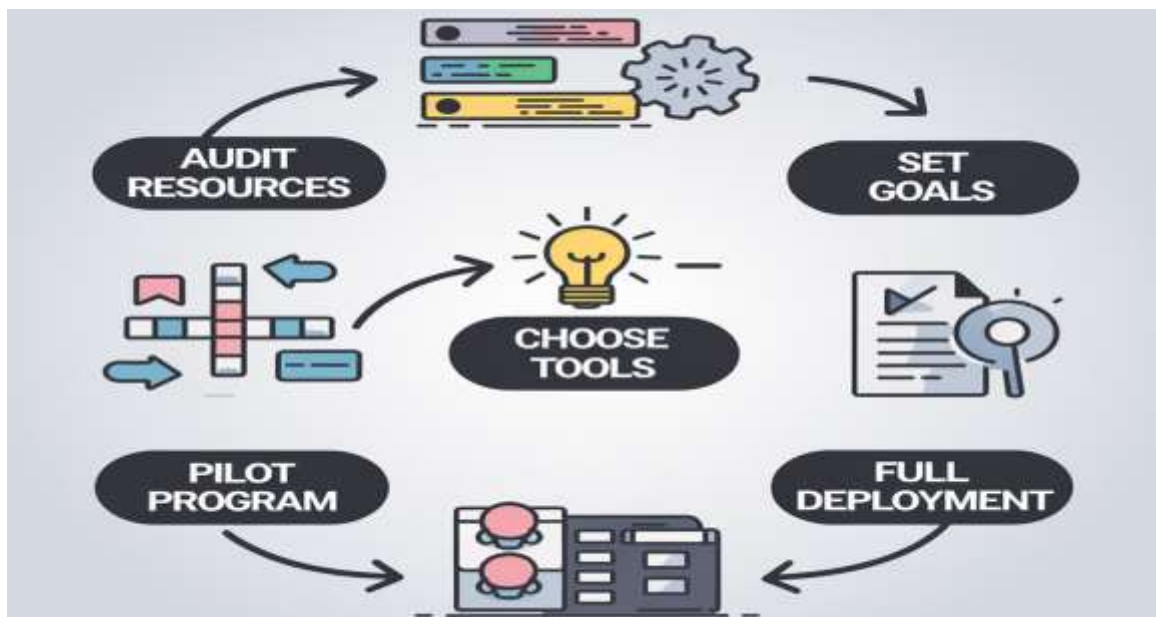 AUDIT
RESOURCES
SET
GOALS
CHOOSE
TOOLS
PILOT
PROGRAM
FULL
DEPLOYMENT